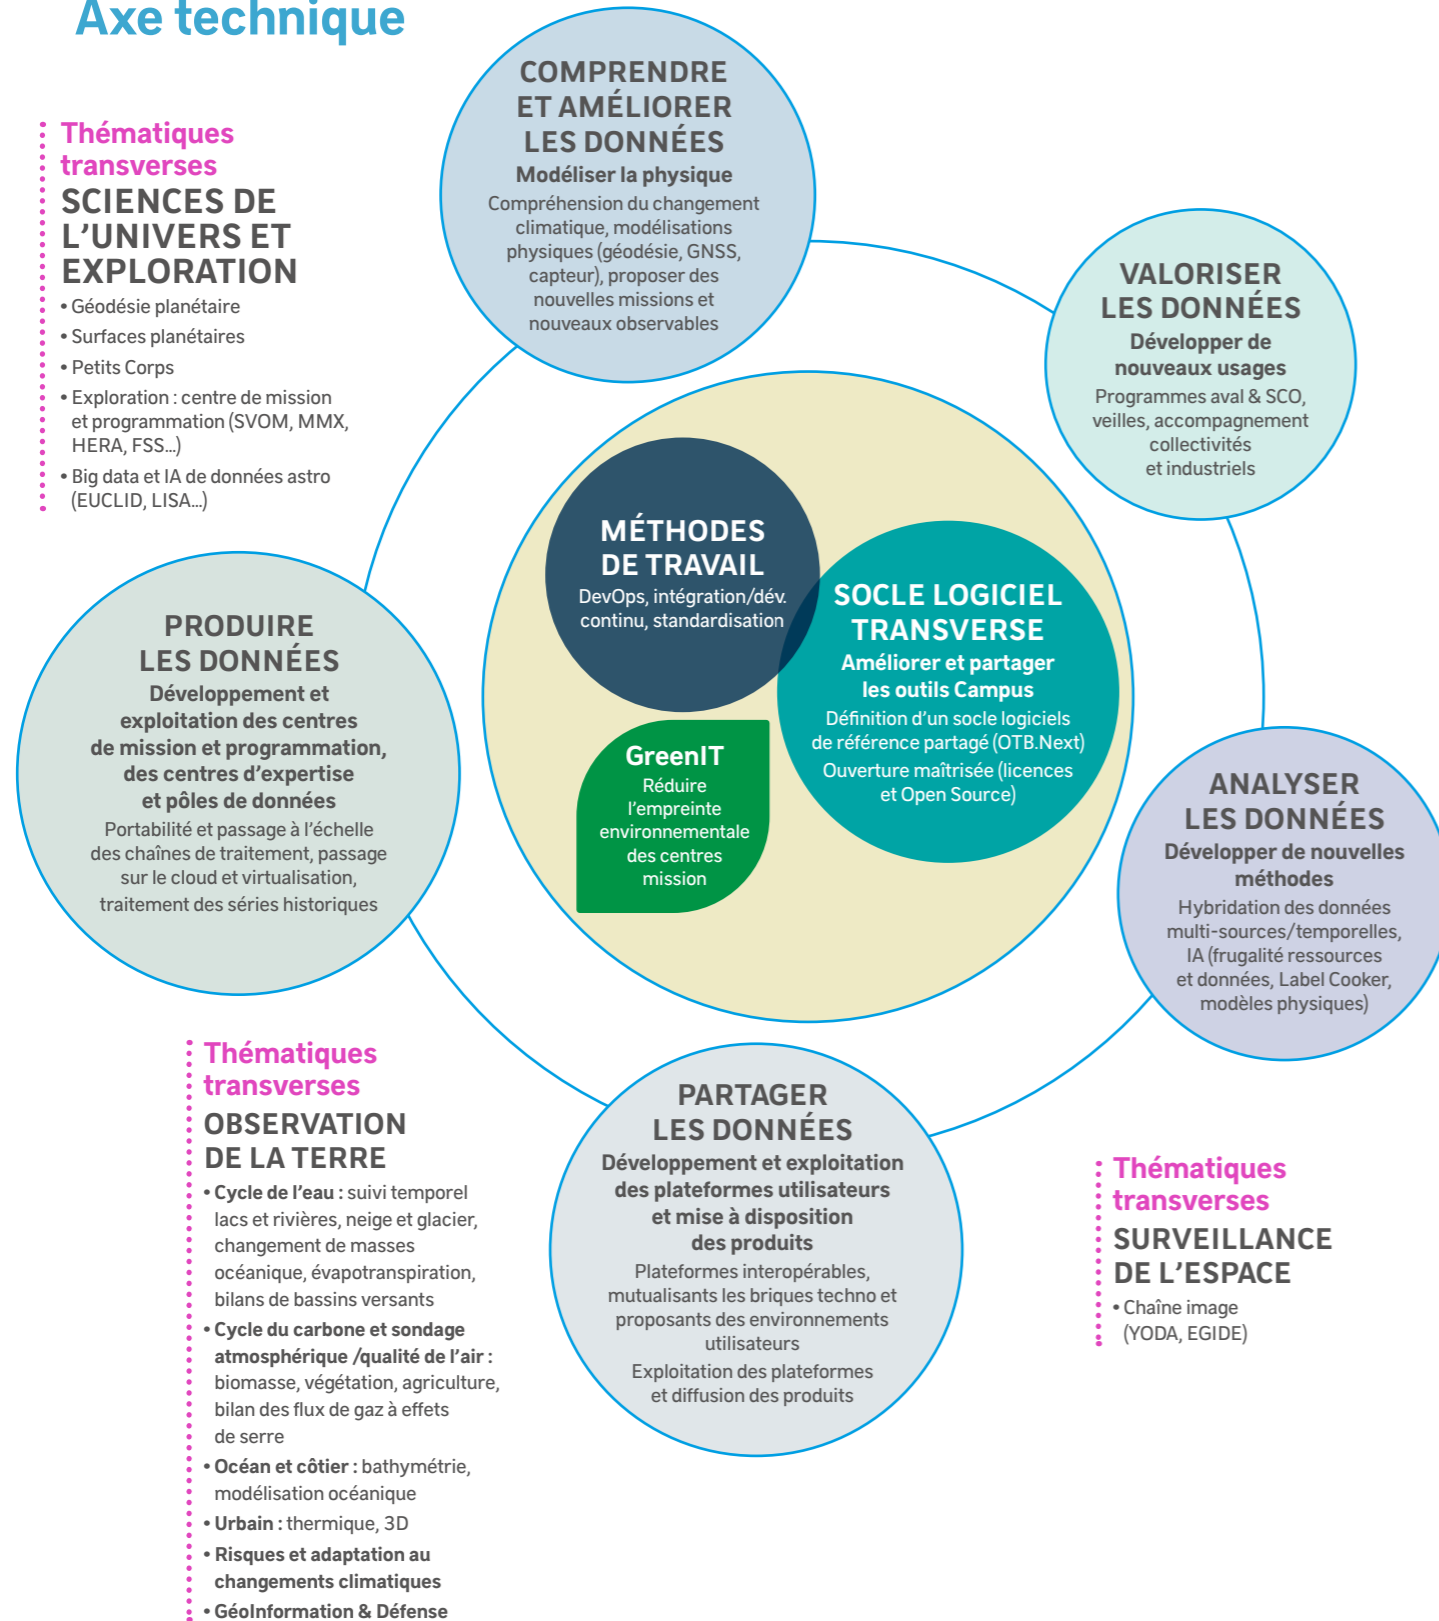 Axe technique
Thématiques
transverses
SCIENCES DE
L'UNIVERS ET
EXPLORATION
• Géodésie planétaire
• Surfaces planétaires
• Petits Corps
• Exploration : centre de mission
et programmation (SVOM, MMX,
HERA, FSS...)
• Big data et IA de données astro
(EUCLID, LISA...)
COMPRENDRE
ET AMÉLIORER
LES DONNÉES
Modéliser la physique
Compréhension du changement
climatique, modélisations
physiques (géodésie, GNSS,
capteur), proposer des
nouvelles missions et
nouveaux observables
VALORISER
LES DONNÉES
Développer de
nouveaux usages
Programmes aval & SCO,
veilles, accompagnement
collectivités
et industriels
MÉTHODES
DE TRAVAIL
DevOps, intégration/dév.
continu, standardisation
SOCLE LOGICIEL
TRANSVERSE
Améliorer et partager
les outils Campus
Définition d'un socle logiciels
de référence partagé (OTB.Next)
Ouverture maîtrisée (licences
et Open Source)
GreenIT
Réduire
l'empreinte
environnementale
des centres
mission
PRODUIRE
LES DONNÉES
Développement et
exploitation des centres
de mission et programmation,
des centres d'expertise
et pôles de données
Portabilité et passage à l'échelle
des chaînes de traitement, passage
sur le cloud et virtualisation,
traitement des séries historiques
ANALYSER
LES DONNÉES
Développer de nouvelles
méthodes
Hybridation des données
multi-sources/temporelles,
IA (frugalité ressources
et données, Label Cooker,
modèles physiques)
PARTAGER
LES DONNÉES
Développement et exploitation
des plateformes utilisateurs
et mise à disposition
des produits
Plateformes interopérables,
mutualisants les briques techno et
proposants des environnements
utilisateurs
Exploitation des plateformes
et diffusion des produits
Thématiques
transverses
OBSERVATION
DE LA TERRE
• Cycle de l'eau : suivi temporel
lacs et rivières, neige et glacier,
changement de masses
océanique, évapotranspiration,
bilans de bassins versants
• Cycle du carbone et sondage
atmosphérique /qualité de l'air :
biomasse, végétation, agriculture,
bilan des flux de gaz à effets
de serre
• Océan et côtier : bathymétrie,
modélisation océanique
• Urbain : thermique, 3D
• Risques et adaptation au
changements climatiques
• GéoInformation & Défense
Thématiques
transverses
SURVEILLANCE
DE L'ESPACE
• Chaîne image
(YODA, EGIDE)